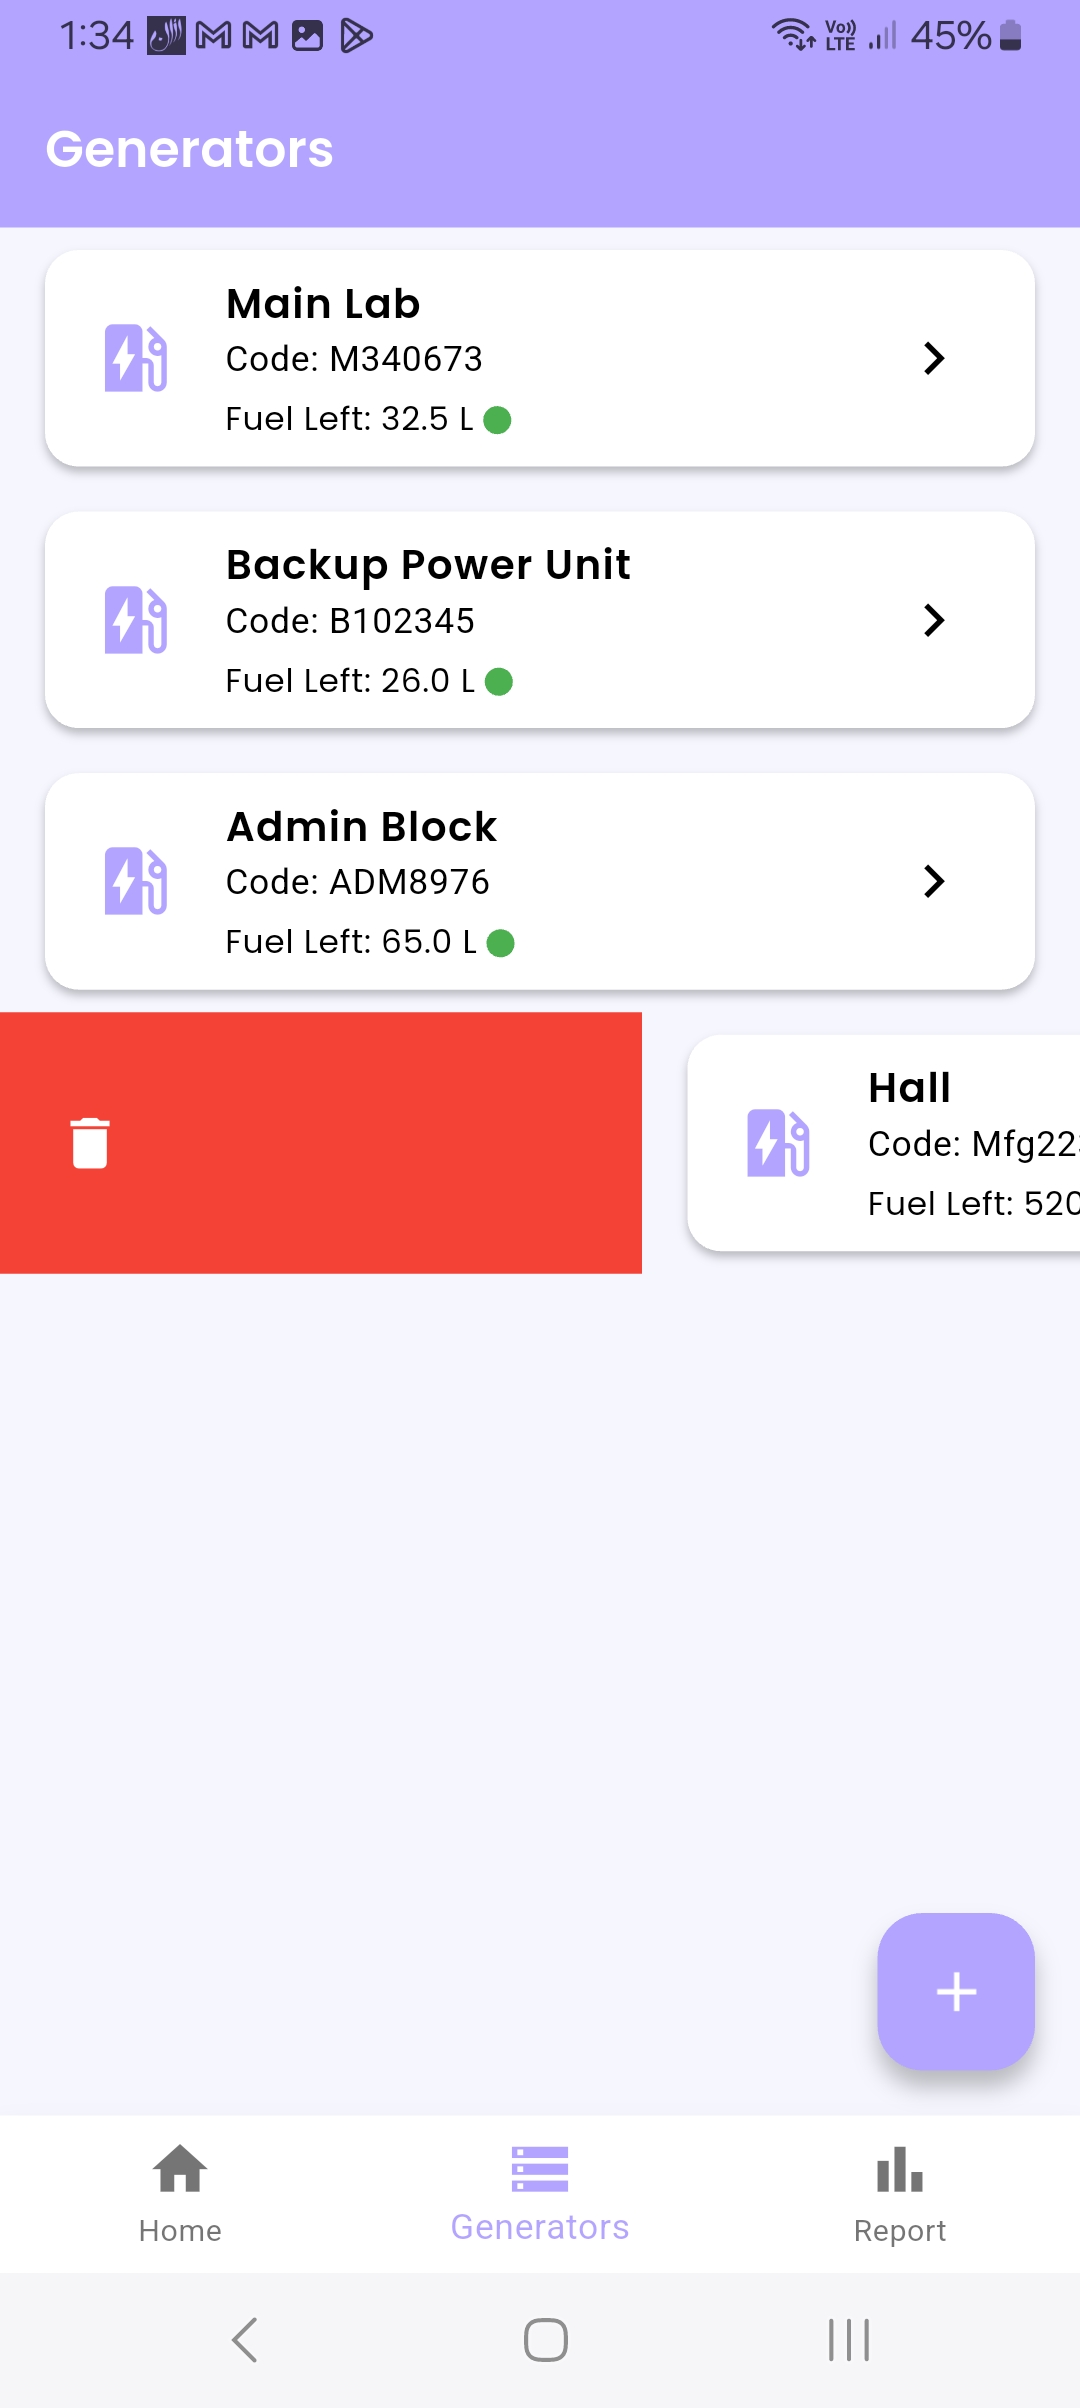 1:34
Vo)) LTE
45%
Generators
Main Lab
Code: M340673
Fuel Left: 32.5 L
Backup Power Unit
Code: B102345
Fuel Left: 26.0 L
Admin Block
Code: ADM8976
Fuel Left: 65.0 L
Hall
Code: Mfg22
Fuel Left: 520
Home
Generators
Report